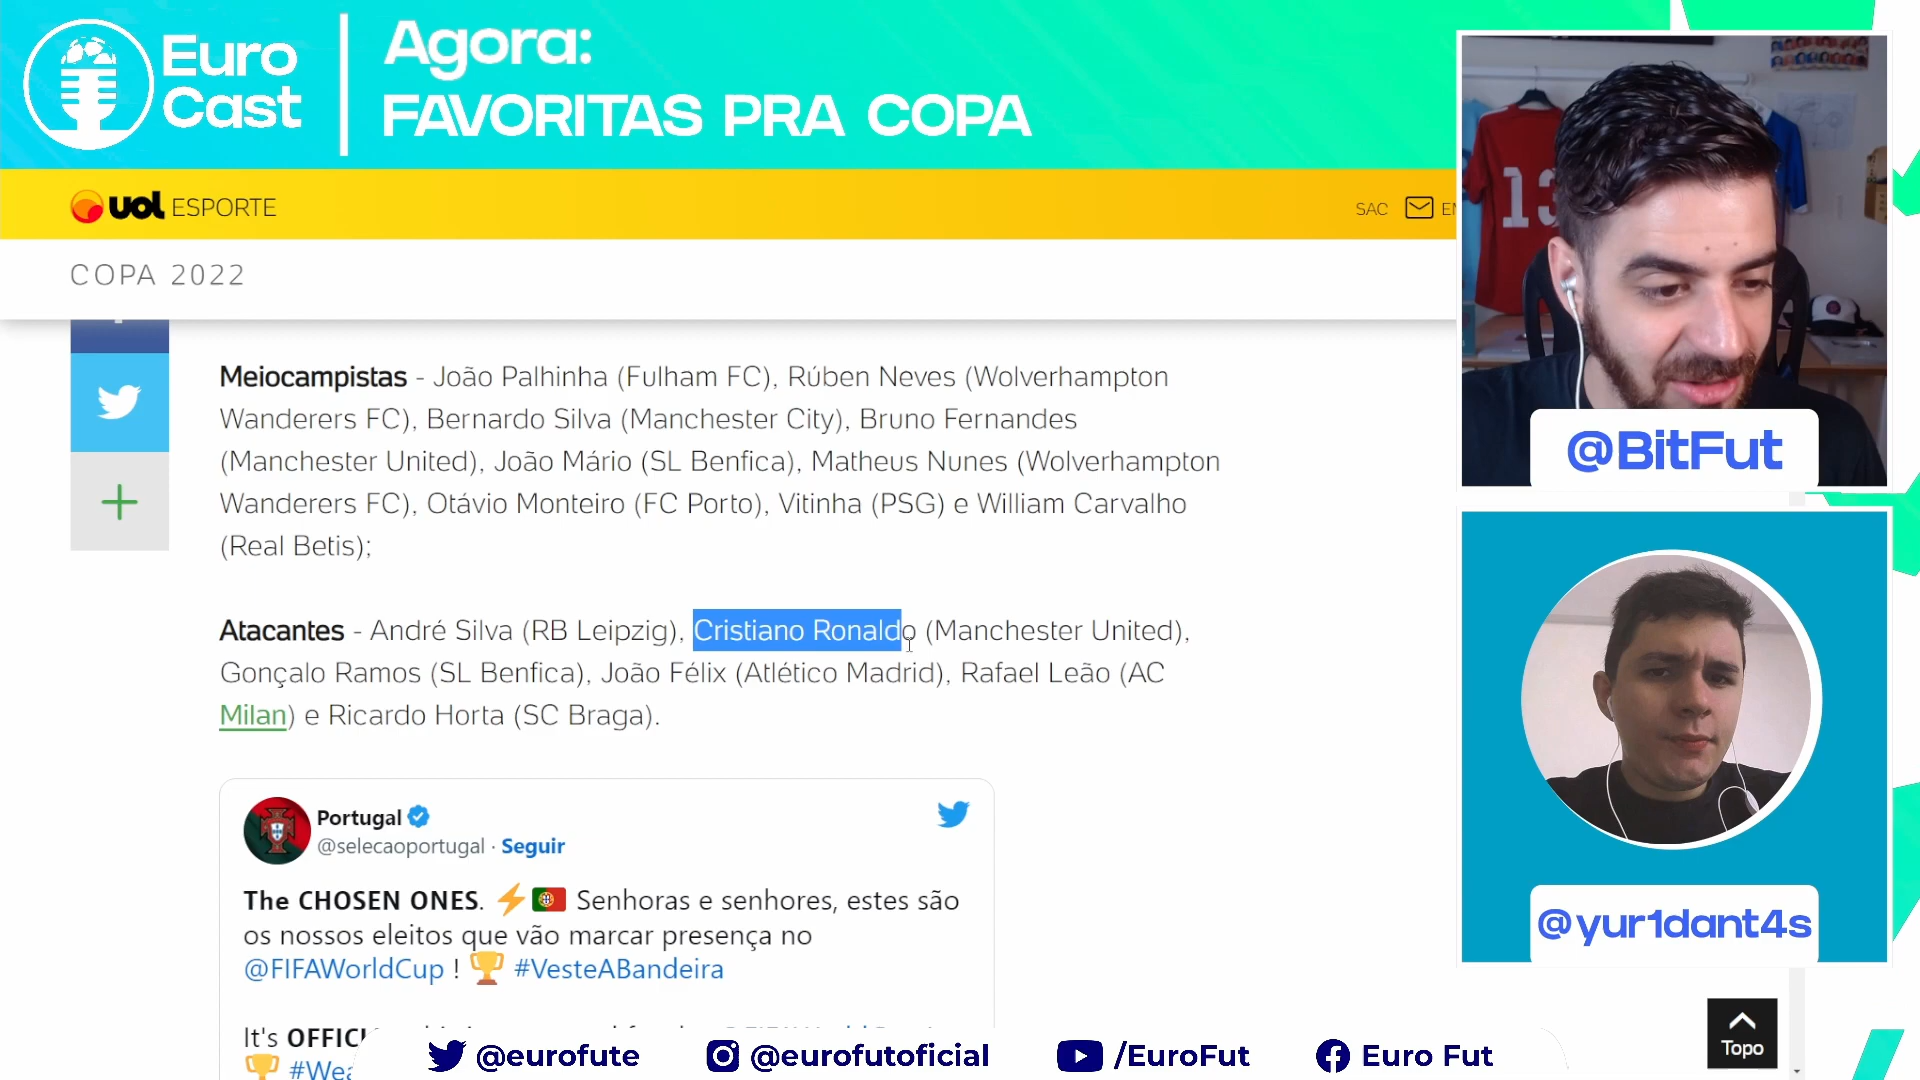 Euro Cast
Agora:
FAVORITAS PRA COPA
uol ESPORTE
SAC
COPA 2022
13
Meiocampistas - João Palhinha (Fulham FC), Rúben Neves (Wolverhampton
Wanderers FC), Bernardo Silva (Manchester City), Bruno Fernandes
(Manchester United), João Mário (SL Benfica), Matheus Nunes (Wolverhampton
Wanderers FC), Otávio Monteiro (FC Porto), Vitinha (PSG) e William Carvalho
(Real Betis);
Atacantes - André Silva (RB Leipzig), Cristiano Ronaldo (Manchester United),
Gonçalo Ramos (SL Benfica), João Félix (Atlético Madrid), Rafael Leão (AC
Milan) e Ricardo Horta (SC Braga).
Portugal
@selecaoportugal · Seguir
The CHOSEN ONES. ⚡🇵🇹 Senhoras e senhores, estes são
os nossos eleitos que vão marcar presença no
@FIFAWorldCup ! 🏆 #VesteABandeira
It's
@BitFut
@yur1dant4s
Topo
@eurofute
@eurofutoficial
/EuroFut
Euro Fut